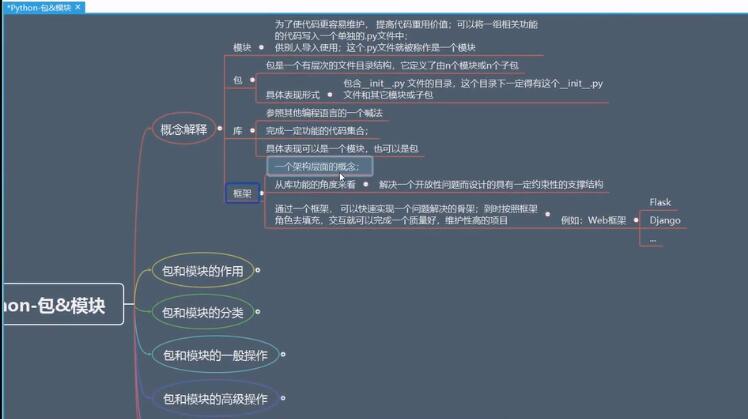 *Python-包&模块
为了使代码更容易维护， 提高代码重用价值；可以将一组相关功能
的代码写入一个单独的.py文件中；
模块
供别人导入使用；这个.py文件就被称作是一个模块
包是一个有层次的文件目录结构，它定义了由n个模块或n个子包
包
包含__init__.py 文件的目录，这个目录下一定得有这个__init__.py
具体表现形式
文件和其它模块或子包
参照其他编程语言的一个喊法
概念解释
库
完成一定功能的代码集合；
具体表现可以是一个模块，也可以是包
一个架构层面的概念；
从库功能的角度来看
解决一个开放性问题而设计的具有一定约束性的支撑结构
框架
通过一个框架， 可以快速实现一个问题解决的骨架；到时按照框架
角色去填充，交互就可以完成一个质量好，维护性高的项目
例如：Web框架
Flask
Django
...
包和模块的作用
hon-包&模块
包和模块的分类
包和模块的一般操作
包和模块的高级操作